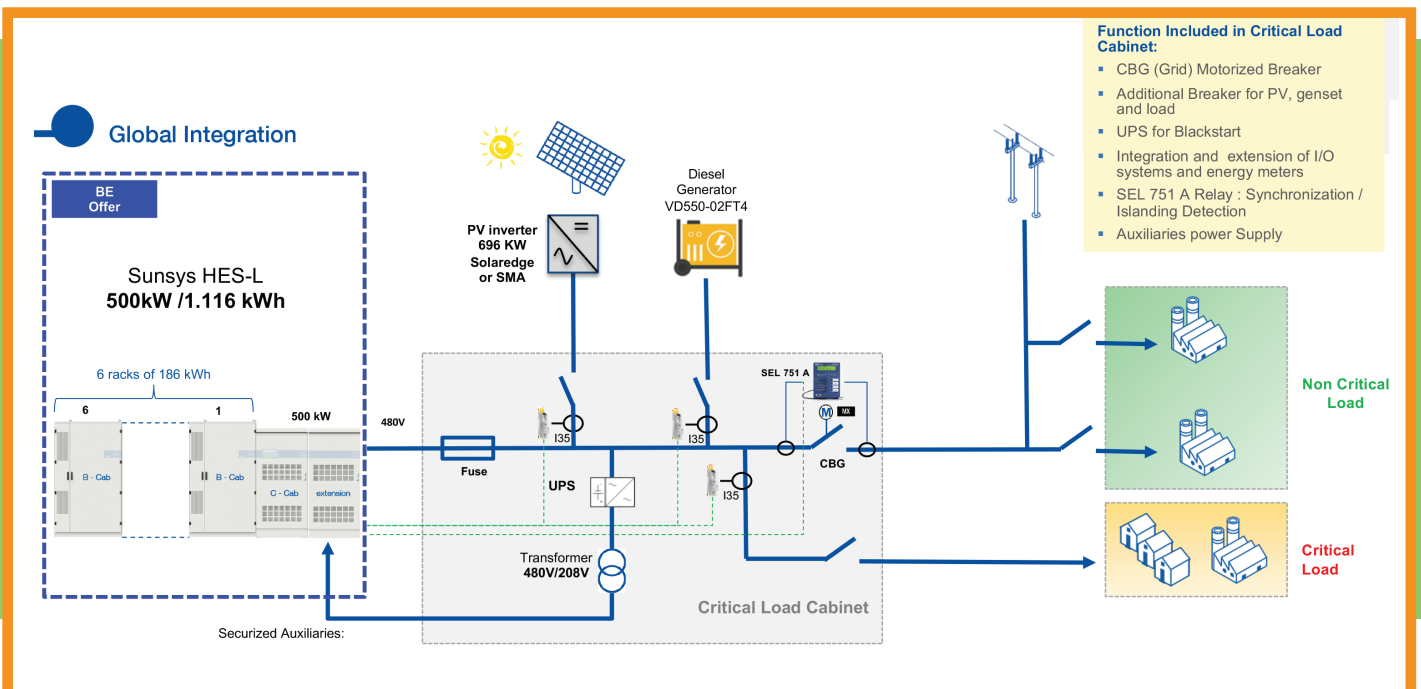 Function Included in Critical Load
Cabinet:
▪ CBG (Grid) Motorized Breaker
▪ Additional Breaker for PV, genset
and load
▪ UPS for Blackstart
▪ Integration and extension of I/O
systems and energy meters
▪ SEL 751 A Relay : Synchronization /
Islanding Detection
▪ Auxiliaries power Supply
Global Integration
BE
Offer
Sunsys HES-L
500kW /1.116 kWh
6 racks of 186 kWh
6
1
500 kW
B - Cab
B - Cab
C - Cab
extension
480V
PV inverter
696 KW
Solaredge
or SMA
Diesel
Generator
VD550-02FT4
SEL 751 A
M
MX
I35
I35
I35
CBG
Fuse
UPS
Transformer
480V/208V
Critical Load Cabinet
Securized Auxiliaries:
Non Critical
Load
Critical
Load